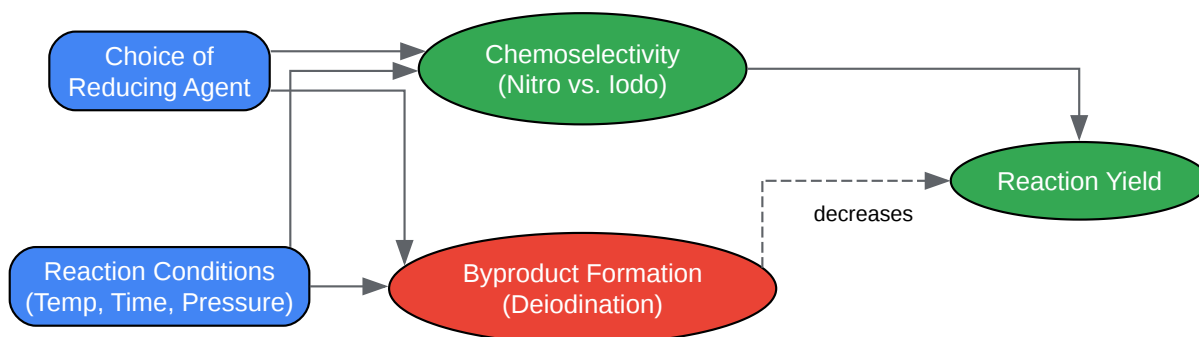 Choice of
Reducing Agent
Chemoselectivity
(Nitro vs. Iodo)
Reaction Yield
decreases
Reaction Conditions
(Temp, Time, Pressure)
Byproduct Formation
(Deiodination)